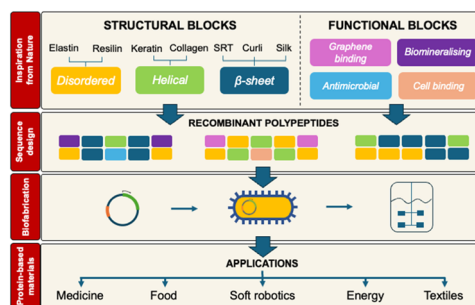 Inspiration
from Nature
STRUCTURAL BLOCKS
Elastin Resilin Keratin Collagen SRT Curli Silk
Disordered
Helical
β-sheet
FUNCTIONAL BLOCKS
Graphene
binding
Biomineralising
Antimicrobial
Cell binding
Sequence
design
RECOMBINANT POLYPEPTIDES
Biofabrication
Protein-based
materials
APPLICATIONS
Medicine Food Soft robotics Energy Textiles